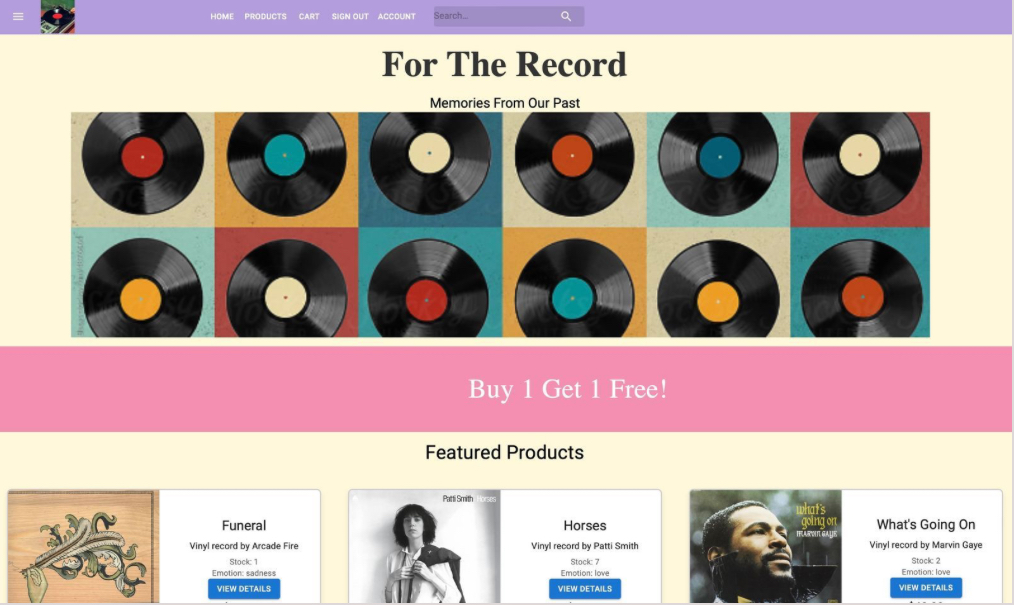 HOME PRODUCTS CART SIGN OUT ACCOUNT Search...
For The Record
Memories From Our Past
Buy 1 Get 1 Free!
Featured Products
Patti Smith Horses
what's
going on
MARVIN GAYE
Funeral
Vinyl record by Arcade Fire
Stock: 1
Emotion: sadness
VIEW DETAILS
Horses
Vinyl record by Patti Smith
Stock: 7
Emotion: love
VIEW DETAILS
What's Going On
Vinyl record by Marvin Gaye
Stock: 2
Emotion: love
VIEW DETAILS